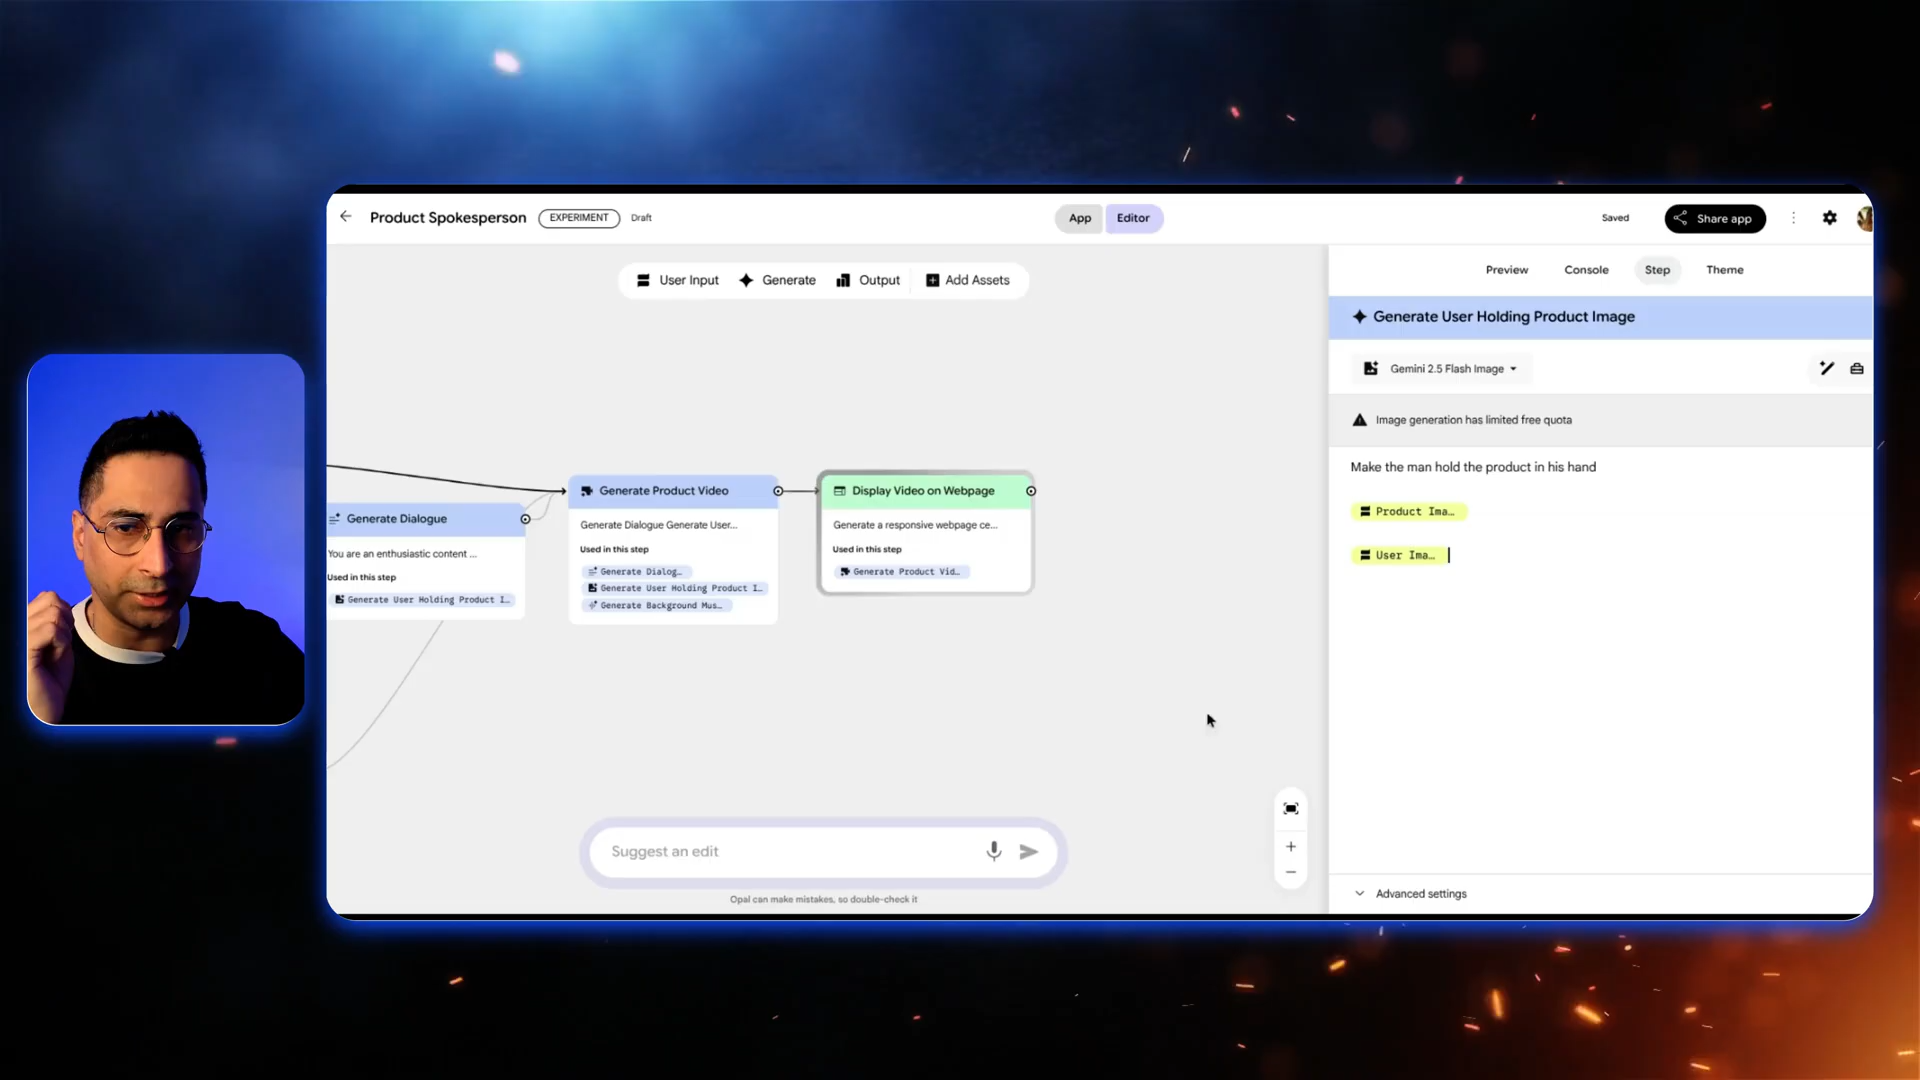 Product Spokesperson EXPERIMENT Draft
App Editor
Saved Share app
User Input Generate Output Add Assets
Preview Console Step Theme
Generate User Holding Product Image
Gemini 2.5 Flash Image
Image generation has limited free quota
Make the man hold the product in his hand
Product Ima…
User Ima…
Generate Dialogue
You are an enthusiastic content ...
Used in this step
Generate User Holding Product I…
Generate Product Video
Generate Dialogue Generate User...
Used in this step
Generate Dialog…
Generate User Holding Product I…
Generate Background Mus…
Display Video on Webpage
Generate a responsive webpage ce...
Used in this step
Generate Product Vid…
Suggest an edit
Opal can make mistakes, so double-check it
Advanced settings